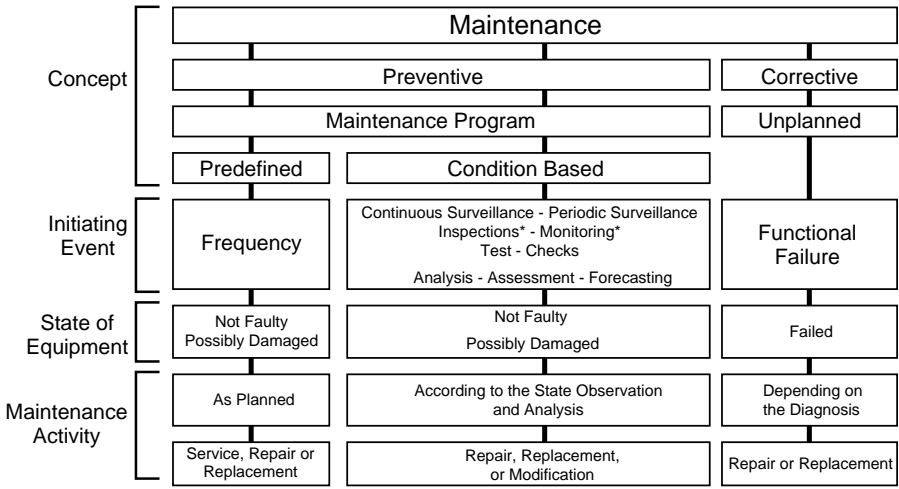 Maintenance
Concept
Preventive
Corrective
Maintenance Program
Unplanned
Predefined
Condition Based
Initiating
Event
Frequency
Continuous Surveillance - Periodic Surveillance
Inspections* - Monitoring*
Test - Checks
Analysis - Assessment - Forecasting
Functional
Failure
State of
Equipment
Not Faulty
Possibly Damaged
Not Faulty
Possibly Damaged
Failed
Maintenance
Activity
As Planned
According to the State Observation
and Analysis
Depending on
the Diagnosis
Service, Repair or
Replacement
Repair, Replacement,
or Modification
Repair or Replacement